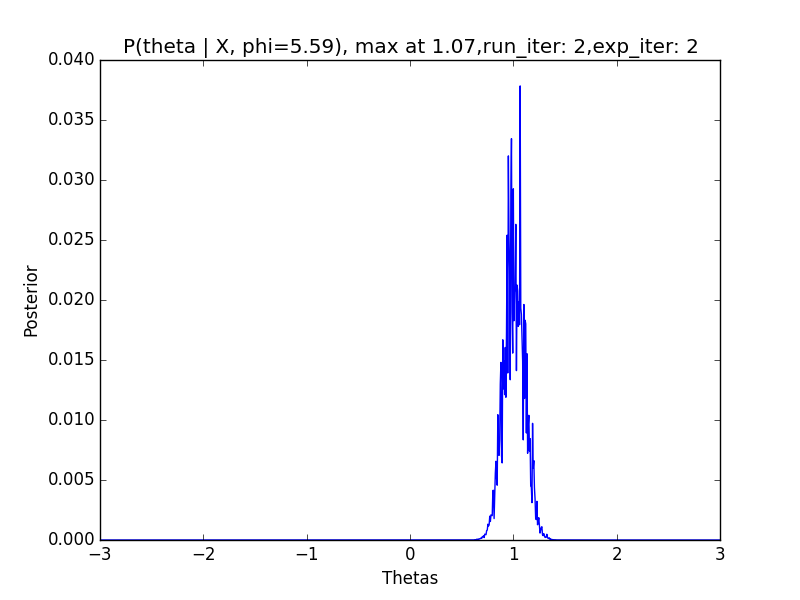 P(theta | X, phi=5.59), max at 1.07,run_iter: 2,exp_iter: 2
0.040
0.035
0.030
0.025
0.020
0.015
0.010
0.005
0.000
Posterior
−3 −2 −1 0 1 2 3
Thetas